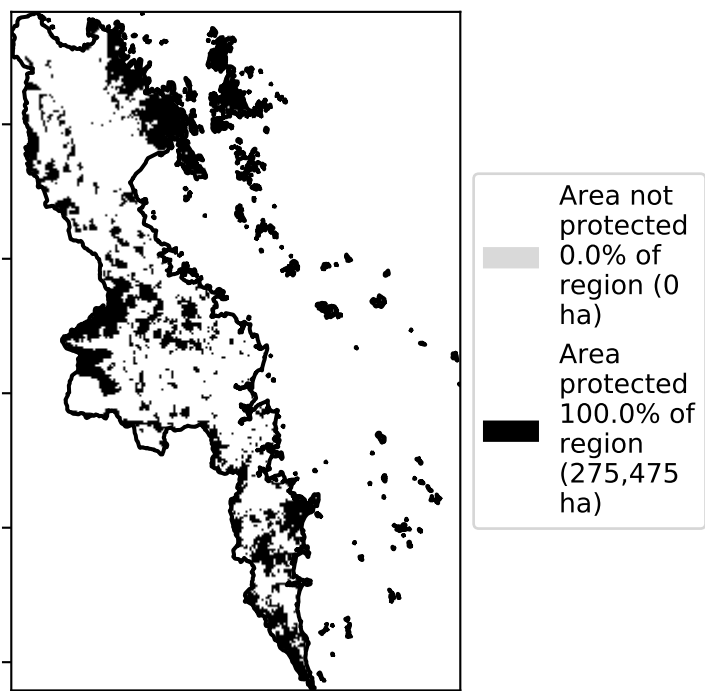 Area not
protected
0.0% of
region (0
ha)
Area
protected
100.0% of
region
(275,475
ha)